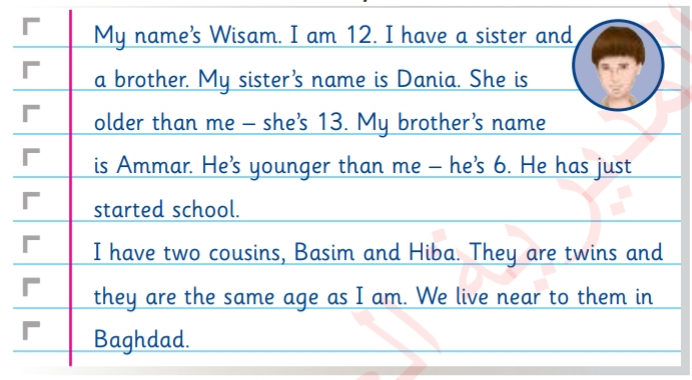 My name's Wisam. I am 12. I have a sister and
a brother. My sister's name is Dania. She is
older than me – she's 13. My brother's name
is Ammar. He's younger than me – he's 6. He has just
started school.
I have two cousins, Basim and Hiba. They are twins and
they are the same age as I am. We live near to them in
Baghdad.